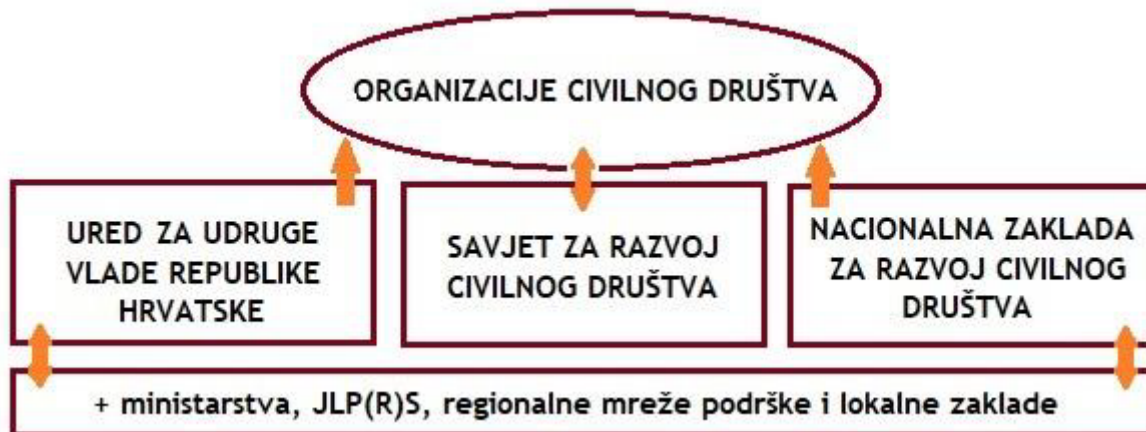 ORGANIZACIJE CIVILNOG DRUŠTVA
URED ZA UDRUGE
VLADE REPUBLIKE
HRVATSKE
SAVJET ZA RAZVOJ
CIVILNOG DRUŠTVA
NACIONALNA ZAKLADA
ZA RAZVOJ CIVILNOG
DRUŠTVA
+ ministarstva, JLP(R)S, regionalne mreže podrške i lokalne zaklade